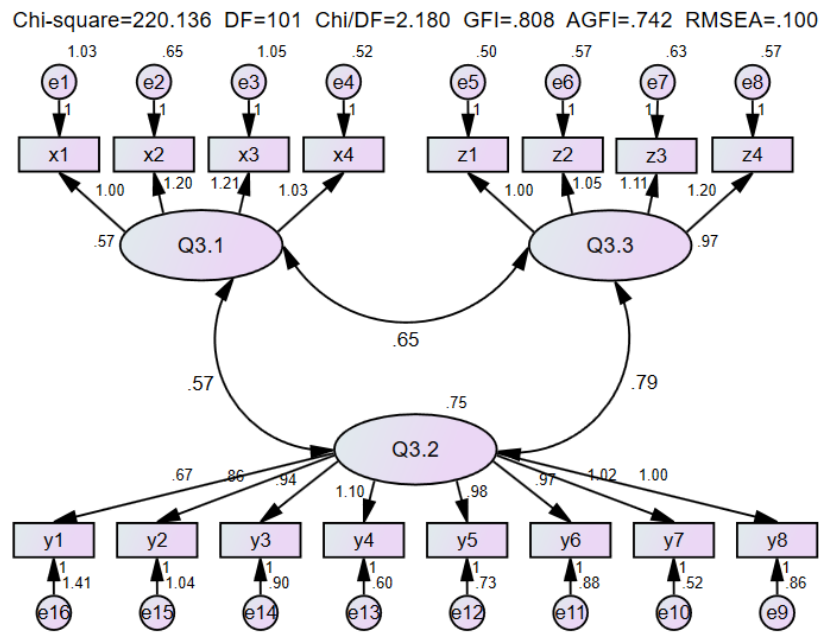 Chi-square=220.136 DF=101 Chi/DF=2.180 GFI=.808 AGFI=.742 RMSEA=.100
1.03 .65 1.05 .52 .50 .57 .63 .57
e1 e2 e3 e4 e5 e6 e7 e8
1 1 1 1 1 1 1 1
x1 x2 x3 x4 z1 z2 z3 z4
1.00 1.20 1.21 1.03 1.00 1.05 1.11 1.20
.57 Q3.1 Q3.3 .97
.65
.57 .79
.75
Q3.2
.67 .86 .94 1.10 .98 .97 1.02 1.00
y1 y2 y3 y4 y5 y6 y7 y8
1 1 1 1 1 1 1 1
1.41 1.04 .90 .60 .73 .88 .52 .86
e16 e15 e14 e13 e12 e11 e10 e9